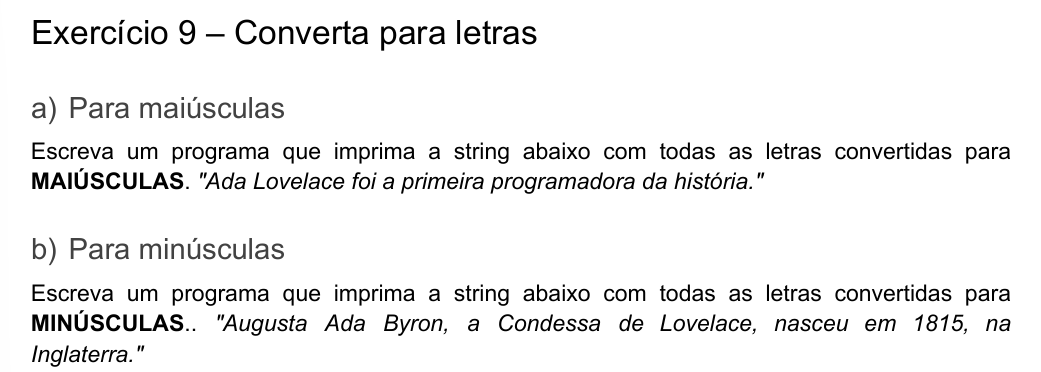 Exercício 9 – Converta para letras
a) Para maiúsculas
Escreva um programa que imprima a string abaixo com todas as letras convertidas para
MAIÚSCULAS. "Ada Lovelace foi a primeira programadora da história."
b) Para minúsculas
Escreva um programa que imprima a string abaixo com todas as letras convertidas para
MINÚSCULAS.. "Augusta Ada Byron, a Condessa de Lovelace, nasceu em 1815, na
Inglaterra."